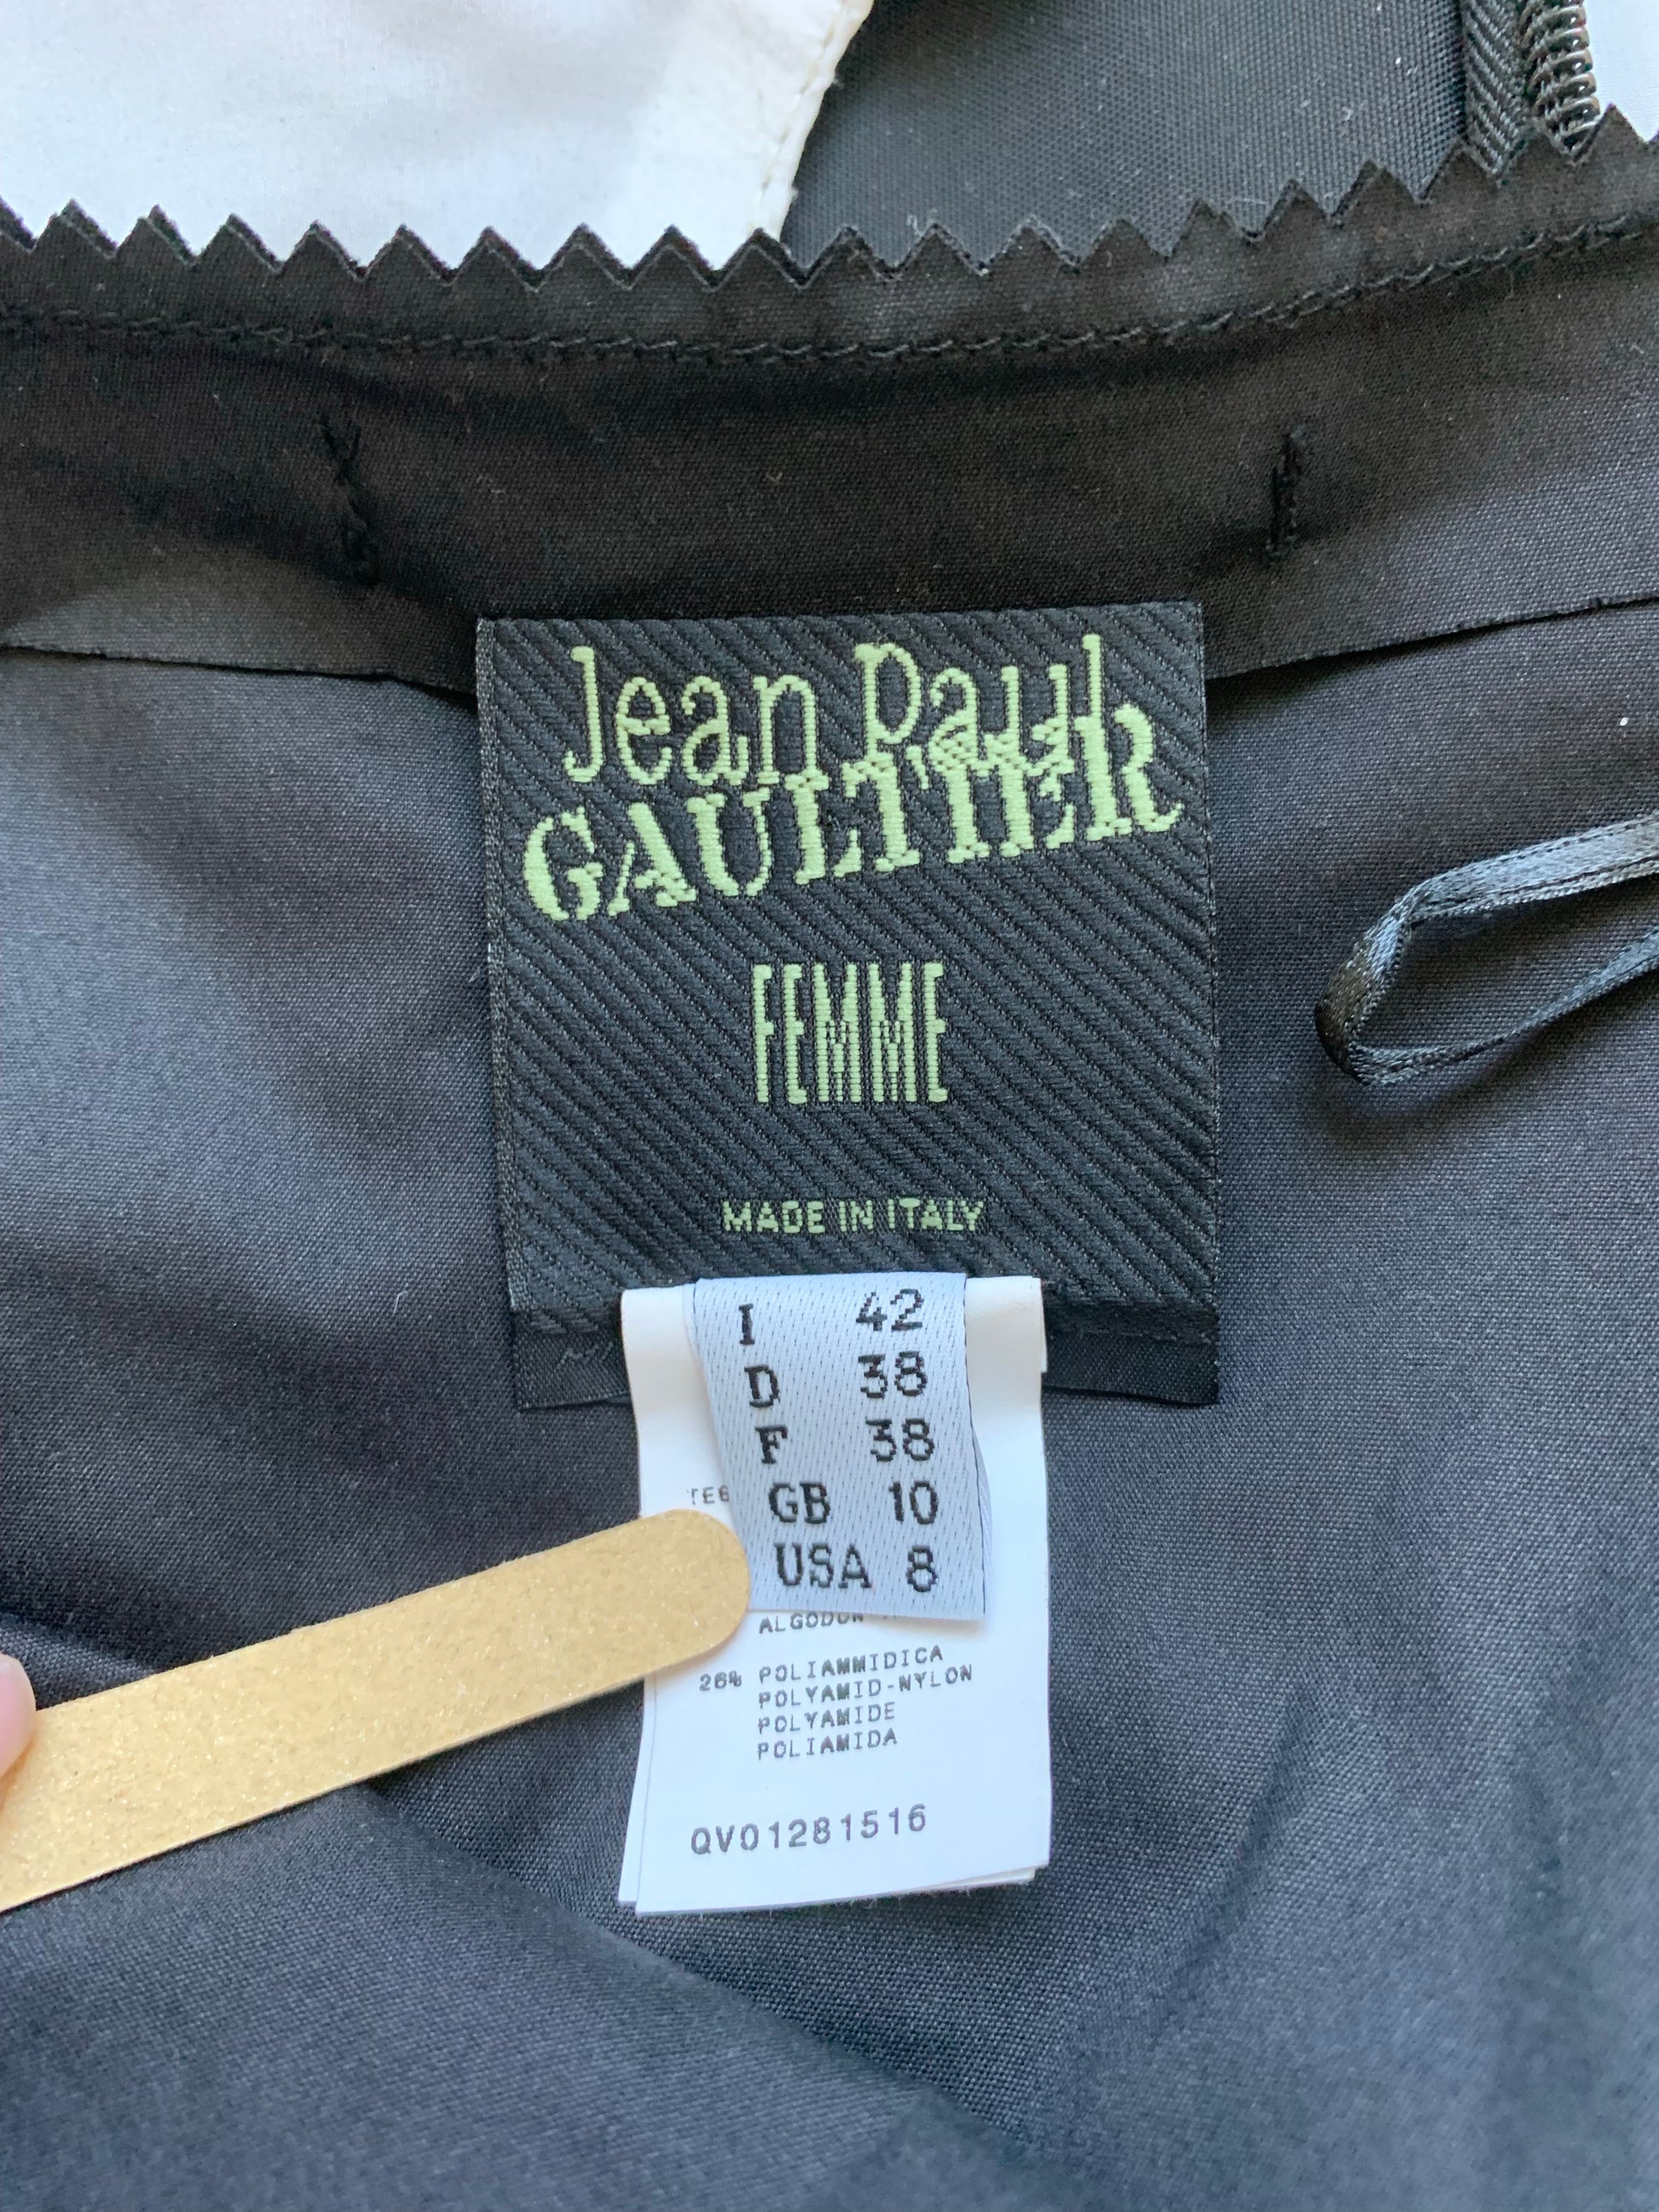 Jean Paul
GAULTIER
FEMME
MADE IN ITALY
I 42
D 38
F 38
GB 10
USA 8
ALGODON
26% POLIAMMIDICA
POLYAMID-NYLON
POLYAMIDE
POLIAMIDA
QV01281516